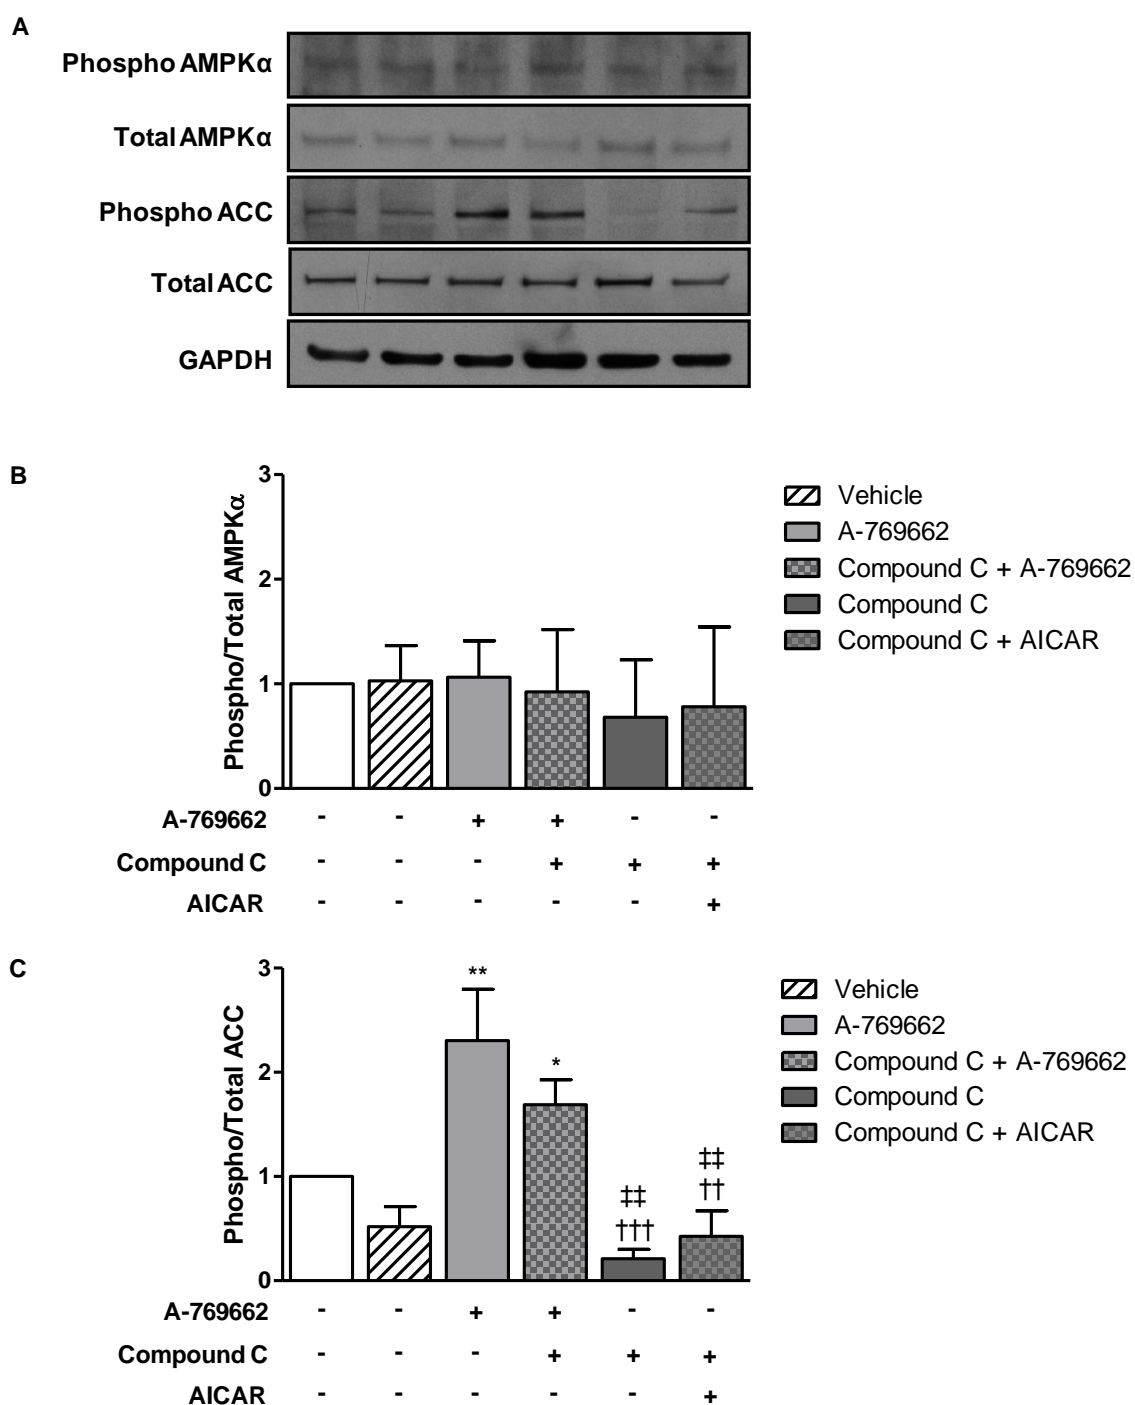 A
Phospho AMPKα
Total AMPKα
Phospho ACC
Total ACC
GAPDH
B
3
2
1
0
Phospho/Total AMPKα
Vehicle
A-769662
Compound C + A-769662
Compound C
Compound C + AICAR
A-769662 - - + + - -
Compound C - - - + + +
AICAR - - - - - +
C
3
2
1
0
Phospho/Total ACC
**
*
‡‡
†††
‡‡
††
Vehicle
A-769662
Compound C + A-769662
Compound C
Compound C + AICAR
A-769662 - - + + - -
Compound C - - - + + +
AICAR - - - - - +